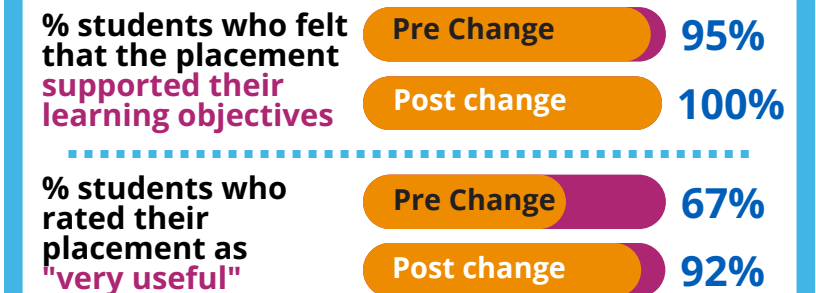 % students who felt
that the placement
supported their
learning objectives
Pre Change
95%
Post change
100%
% students who
rated their
placement as
"very useful"
Pre Change
67%
Post change
92%